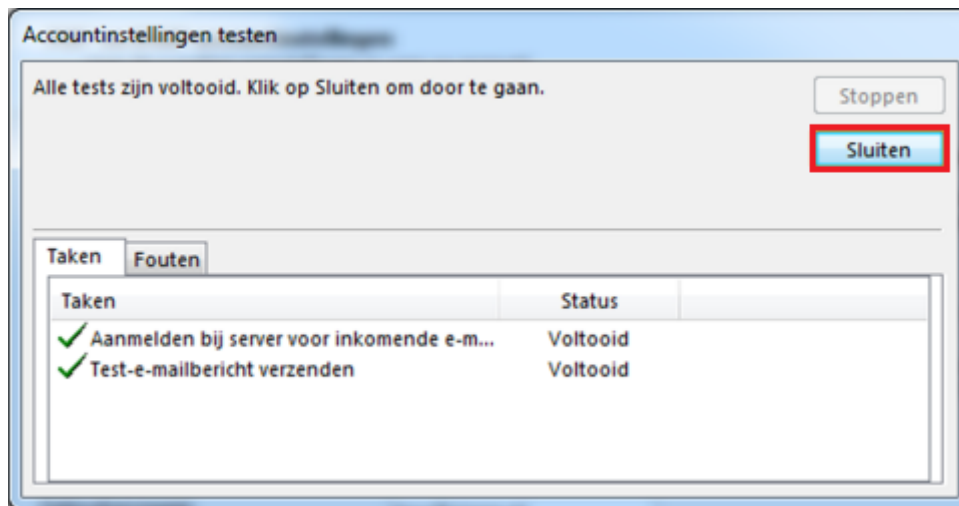 Accountinstellingen testen
Alle tests zijn voltooid. Klik op Sluiten om door te gaan.
Stoppen
Sluiten
Taken Fouten
Taken Status
Aanmelden bij server voor inkomende e-m... Voltooid
Test-e-mailbericht verzenden Voltooid